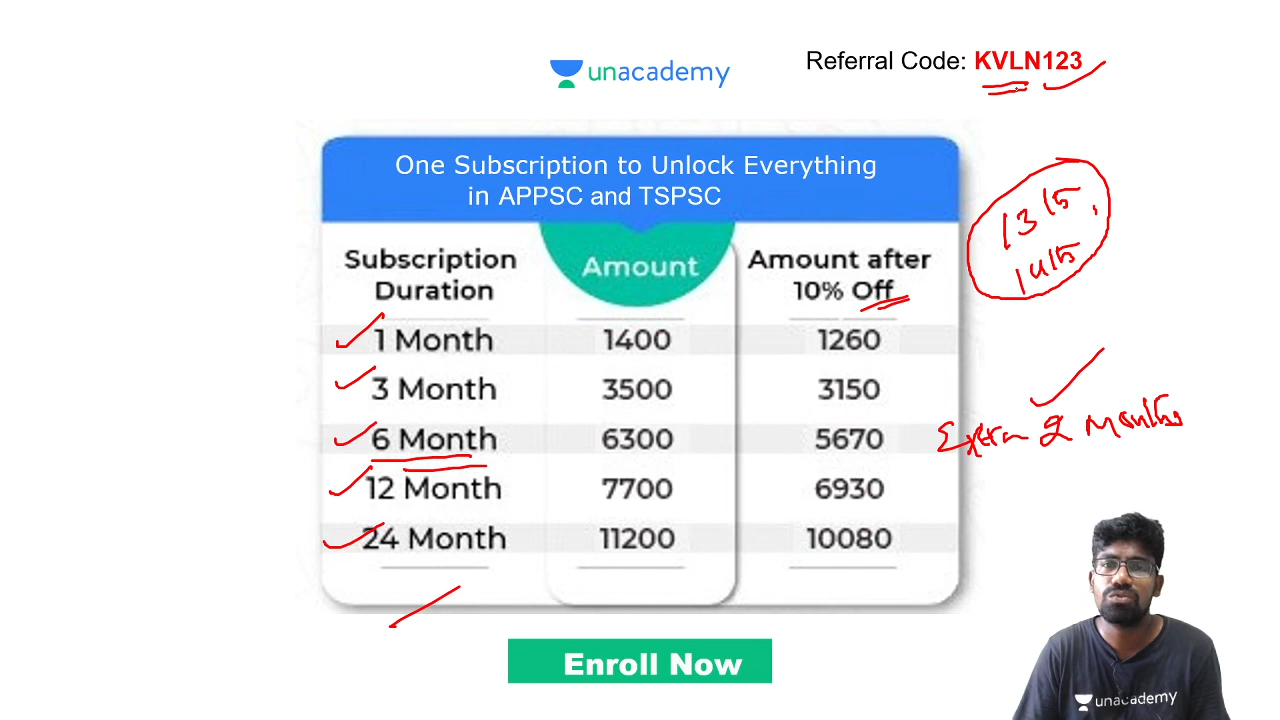 unacademy
Referral Code: KVLN123
One Subscription to Unlock Everything
in APPSC and TSPSC
Subscription
Duration
Amount
Amount after
10% Off
1 Month 1400 1260
3 Month 3500 3150
6 Month 6300 5670
12 Month 7700 6930
24 Month 11200 10080
1315,
1415
Extra 2 Months
Enroll Now
unacademy